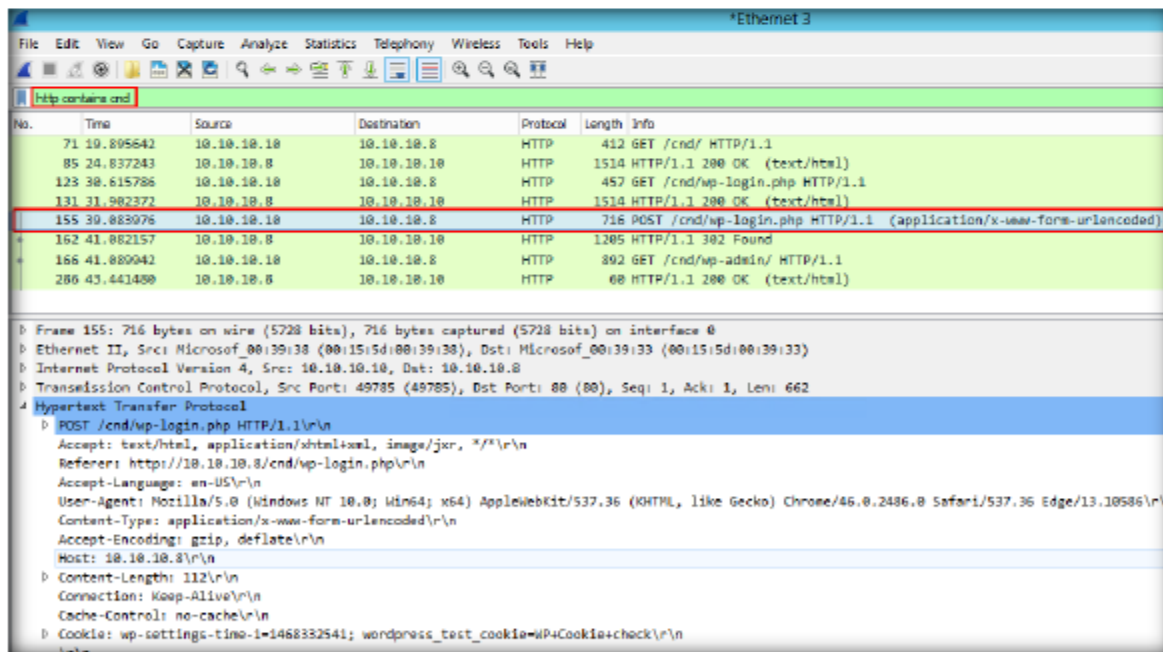 *Ethernet 3
File Edit View Go Capture Analyze Statistics Telephony Wireless Tools Help
http contains cnd
No. Time Source Destination Protocol Length Info
71 19.895642 10.10.10.10 10.10.10.8 HTTP 412 GET /cnd/ HTTP/1.1
85 24.837243 10.10.10.8 10.10.10.10 HTTP 1514 HTTP/1.1 200 OK (text/html)
123 30.615786 10.10.10.10 10.10.10.8 HTTP 457 GET /cnd/wp-login.php HTTP/1.1
131 31.902372 10.10.10.8 10.10.10.10 HTTP 1514 HTTP/1.1 200 OK (text/html)
155 39.083976 10.10.10.10 10.10.10.8 HTTP 716 POST /cnd/wp-login.php HTTP/1.1 (application/x-www-form-urlencoded)
162 41.082157 10.10.10.8 10.10.10.10 HTTP 1205 HTTP/1.1 302 Found
166 41.089942 10.10.10.10 10.10.10.8 HTTP 892 GET /cnd/wp-admin/ HTTP/1.1
286 43.441480 10.10.10.8 10.10.10.10 HTTP 60 HTTP/1.1 200 OK (text/html)
Frame 155: 716 bytes on wire (5728 bits), 716 bytes captured (5728 bits) on interface 0
Ethernet II, Src: Microsof_00:39:38 (00:15:5d:00:39:38), Dst: Microsof_00:39:33 (00:15:5d:00:39:33)
Internet Protocol Version 4, Src: 10.10.10.10, Dst: 10.10.10.8
Transmission Control Protocol, Src Port: 49785 (49785), Dst Port: 80 (80), Seq: 1, Ack: 1, Len: 662
Hypertext Transfer Protocol
POST /cnd/wp-login.php HTTP/1.1\r\n
Accept: text/html, application/xhtml+xml, image/jxr, */*\r\n
Referer: http://10.10.10.8/cnd/wp-login.php\r\n
Accept-Language: en-US\r\n
User-Agent: Mozilla/5.0 (Windows NT 10.0; Win64; x64) AppleWebKit/537.36 (KHTML, like Gecko) Chrome/46.0.2486.0 Safari/537.36 Edge/13.10586\r\
Content-Type: application/x-www-form-urlencoded\r\n
Accept-Encoding: gzip, deflate\r\n
Host: 10.10.10.8\r\n
Content-Length: 112\r\n
Connection: Keep-Alive\r\n
Cache-Control: no-cache\r\n
Cookie: wp-settings-time-1=1468332541; wordpress_test_cookie=WP+Cookie+check\r\n
\r\n